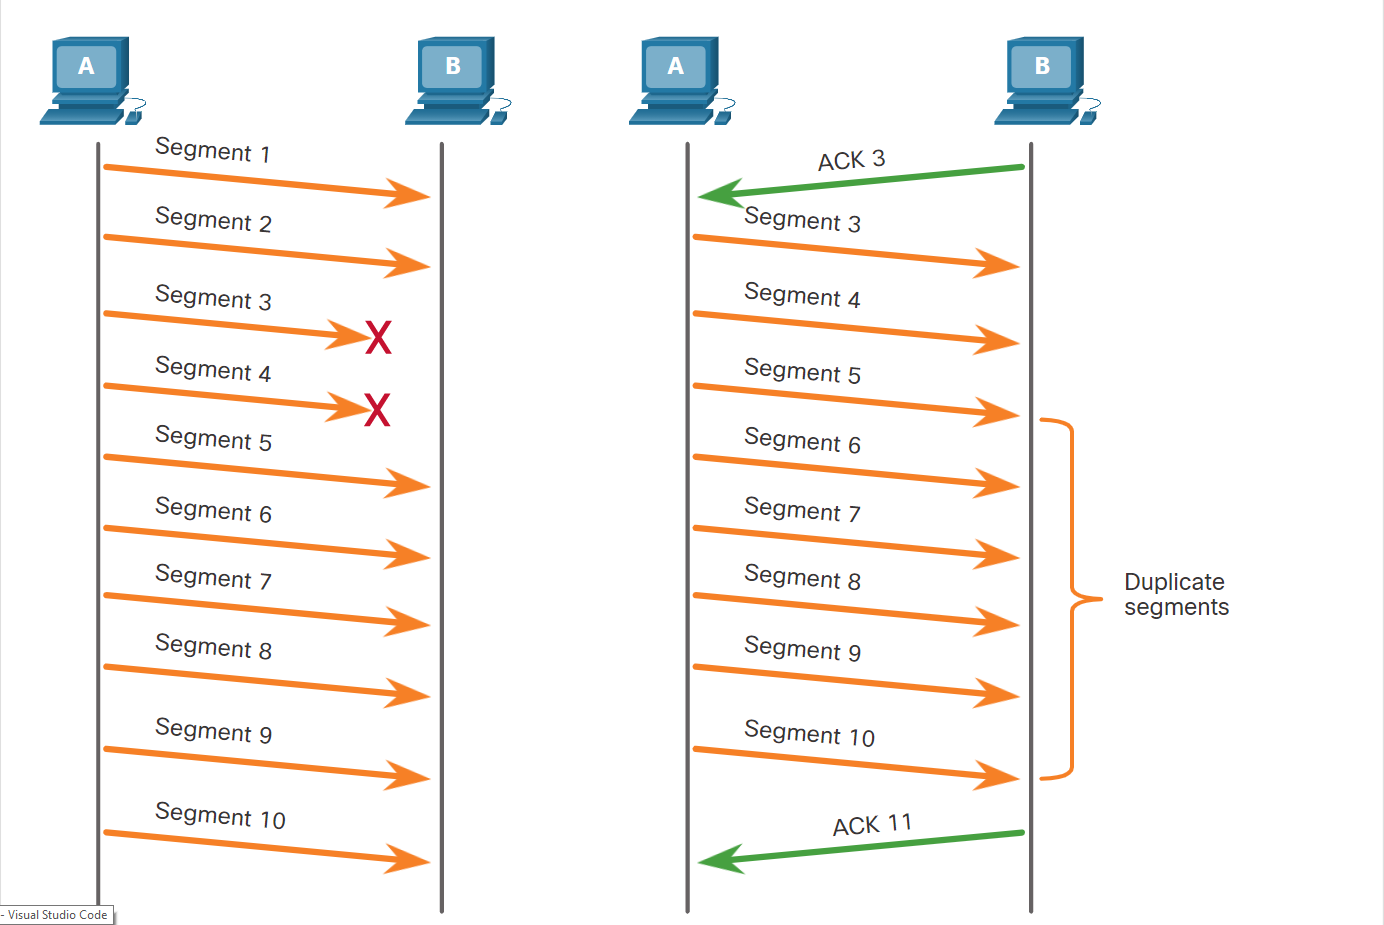 A
B
Segment 1
Segment 2
Segment 3
X
Segment 4
X
Segment 5
Segment 6
Segment 7
Segment 8
Segment 9
Segment 10
A
B
ACK 3
Segment 3
Segment 4
Segment 5
Segment 6
Segment 7
Segment 8
Segment 9
Segment 10
ACK 11
Duplicate
segments
- Visual Studio Code